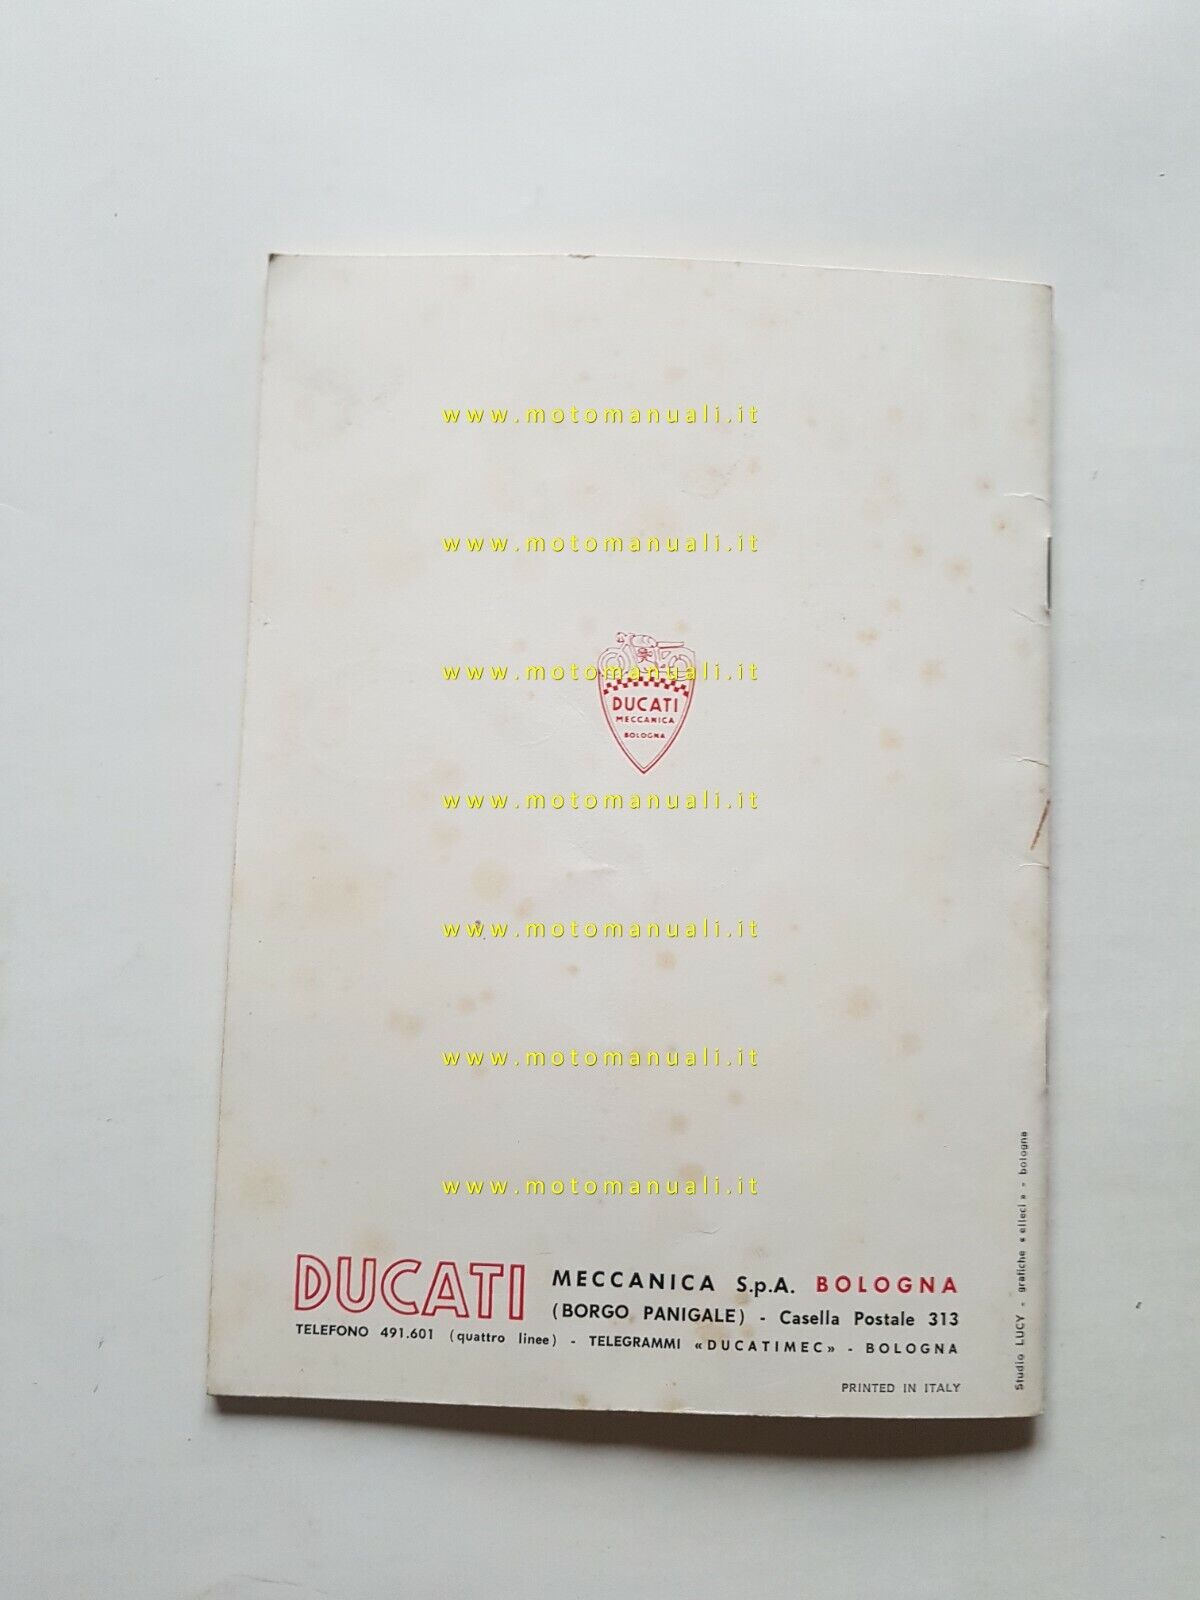 www.motomanuali.it
www.motomanuali.it
www.motomanuali.it
DUCATI
MECCANICA
BOLOGNA
www.motomanuali.it
www.motomanuali.it
www.motomanuali.it
www.motomanuali.it
DUCATI MECCANICA S.p.A. BOLOGNA
(BORGO PANIGALE) - Casella Postale 313
TELEFONO 491.601 (quattro linee) - TELEGRAMMI «DUCATIMEC» - BOLOGNA
PRINTED IN ITALY
Studio LUCY - grafiche « elleci » - bologna